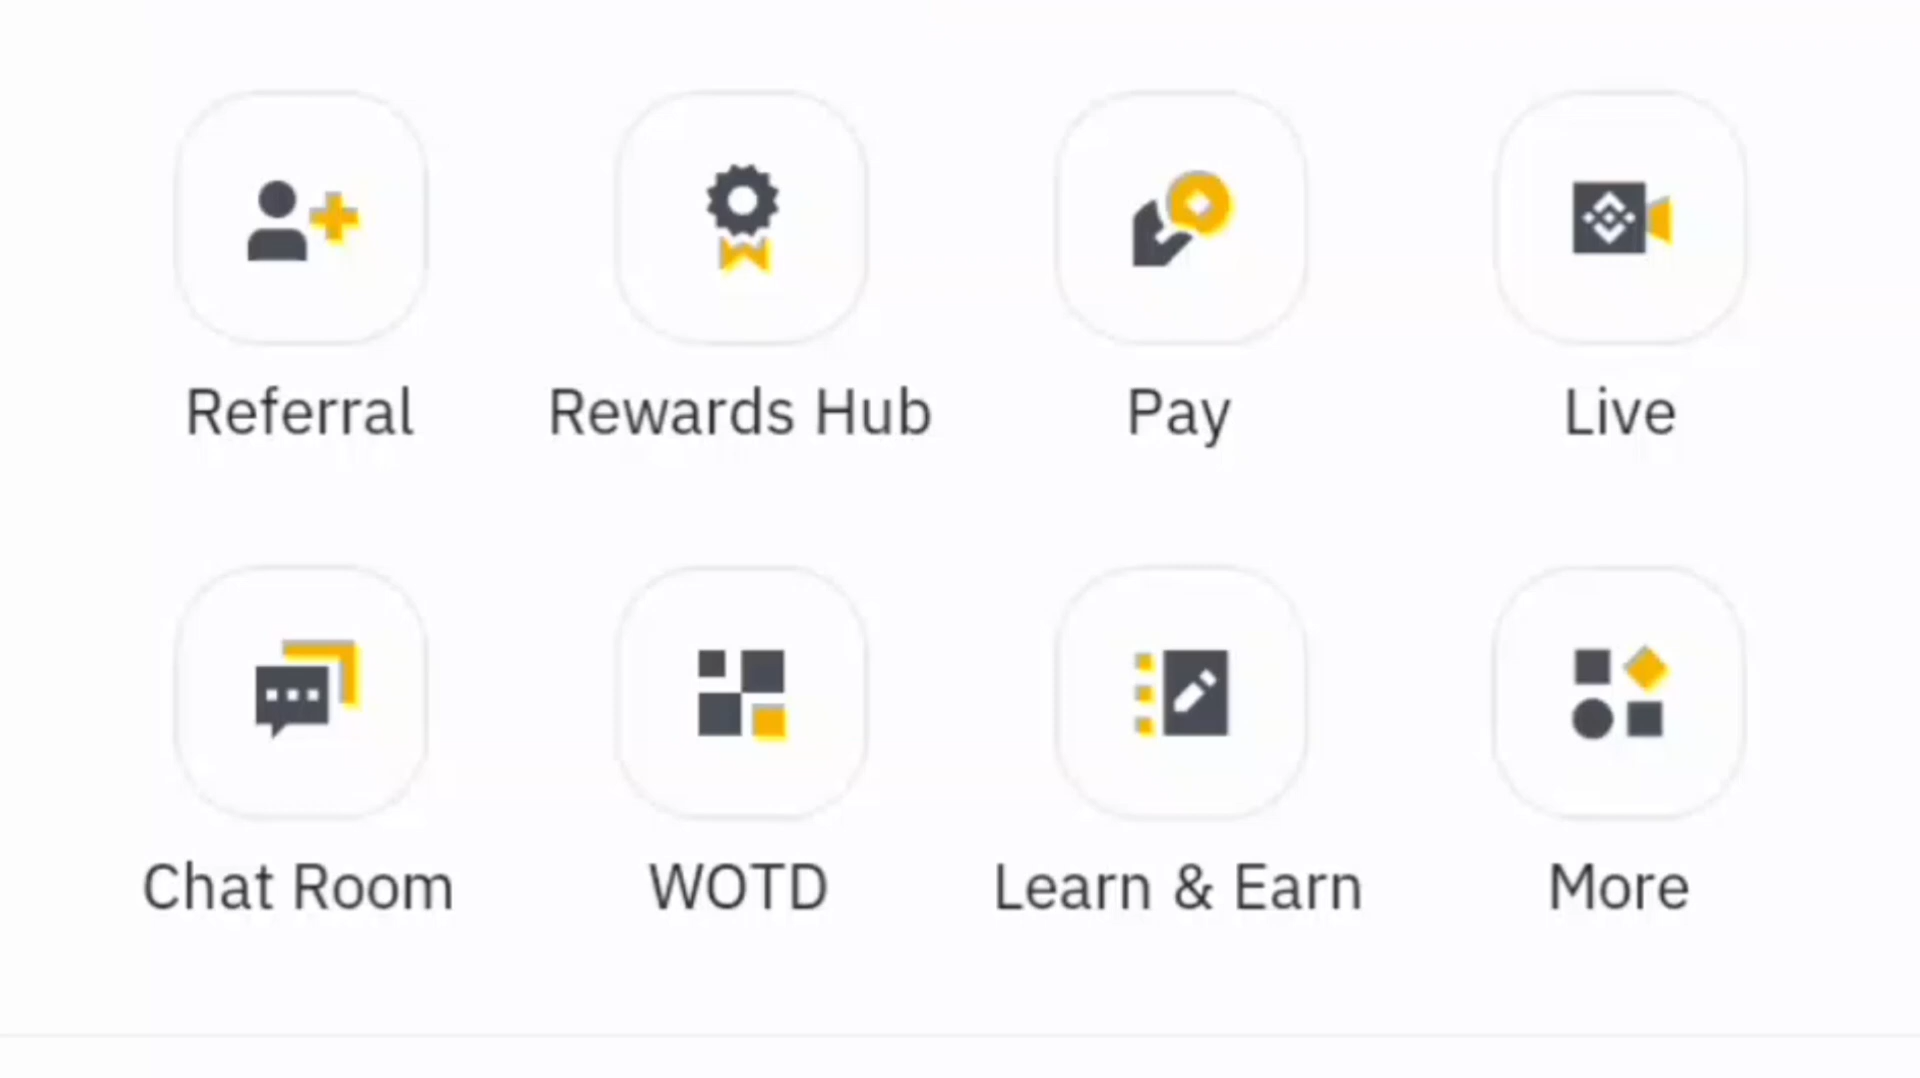 Referral
Rewards Hub
Pay
Live
Chat Room
WOTD
Learn & Earn
More